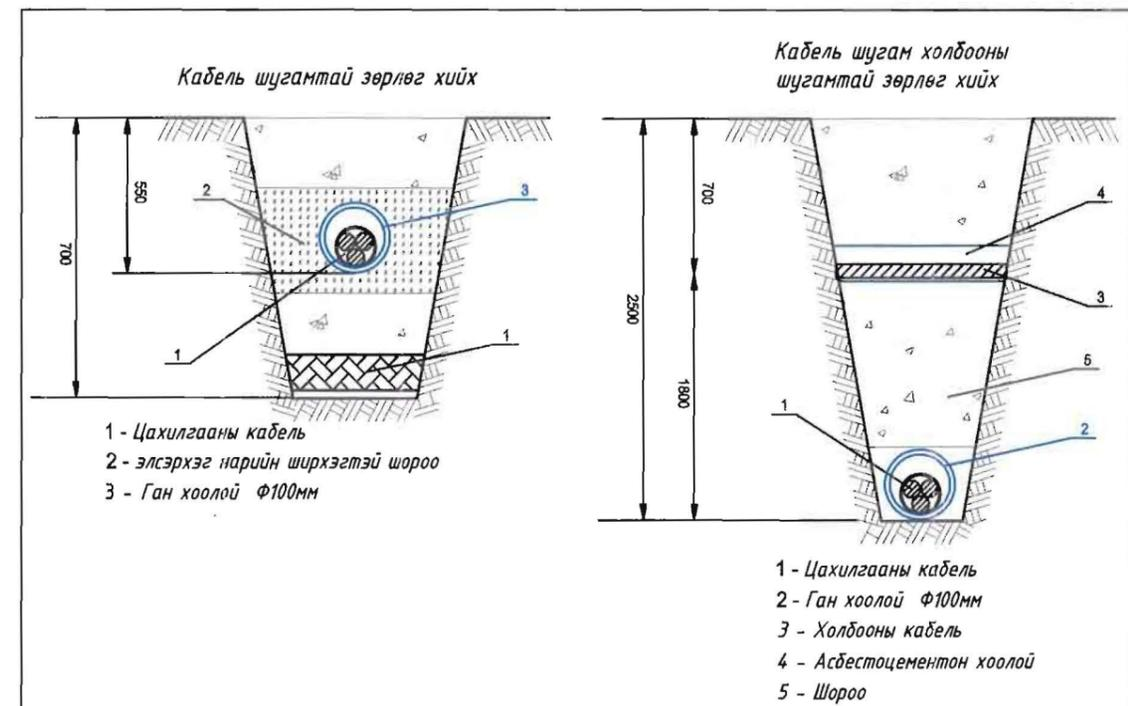 Кабель шугамтай зөрлөг хийх
700
550
2
3
1
1
1 - Цахилгааны кабель
2 - элсэрхэг нарийн ширхэгтэй шороо
3 - Ган хоолой Ф100мм
Кабель шугам холбооны
шугамтай зөрлөг хийх
2500
700
1800
4
3
5
1
2
1 - Цахилгааны кабель
2 - Ган хоолой Ф100мм
3 - Холбооны кабель
4 - Асбестоцементон хоолой
5 - Шороо